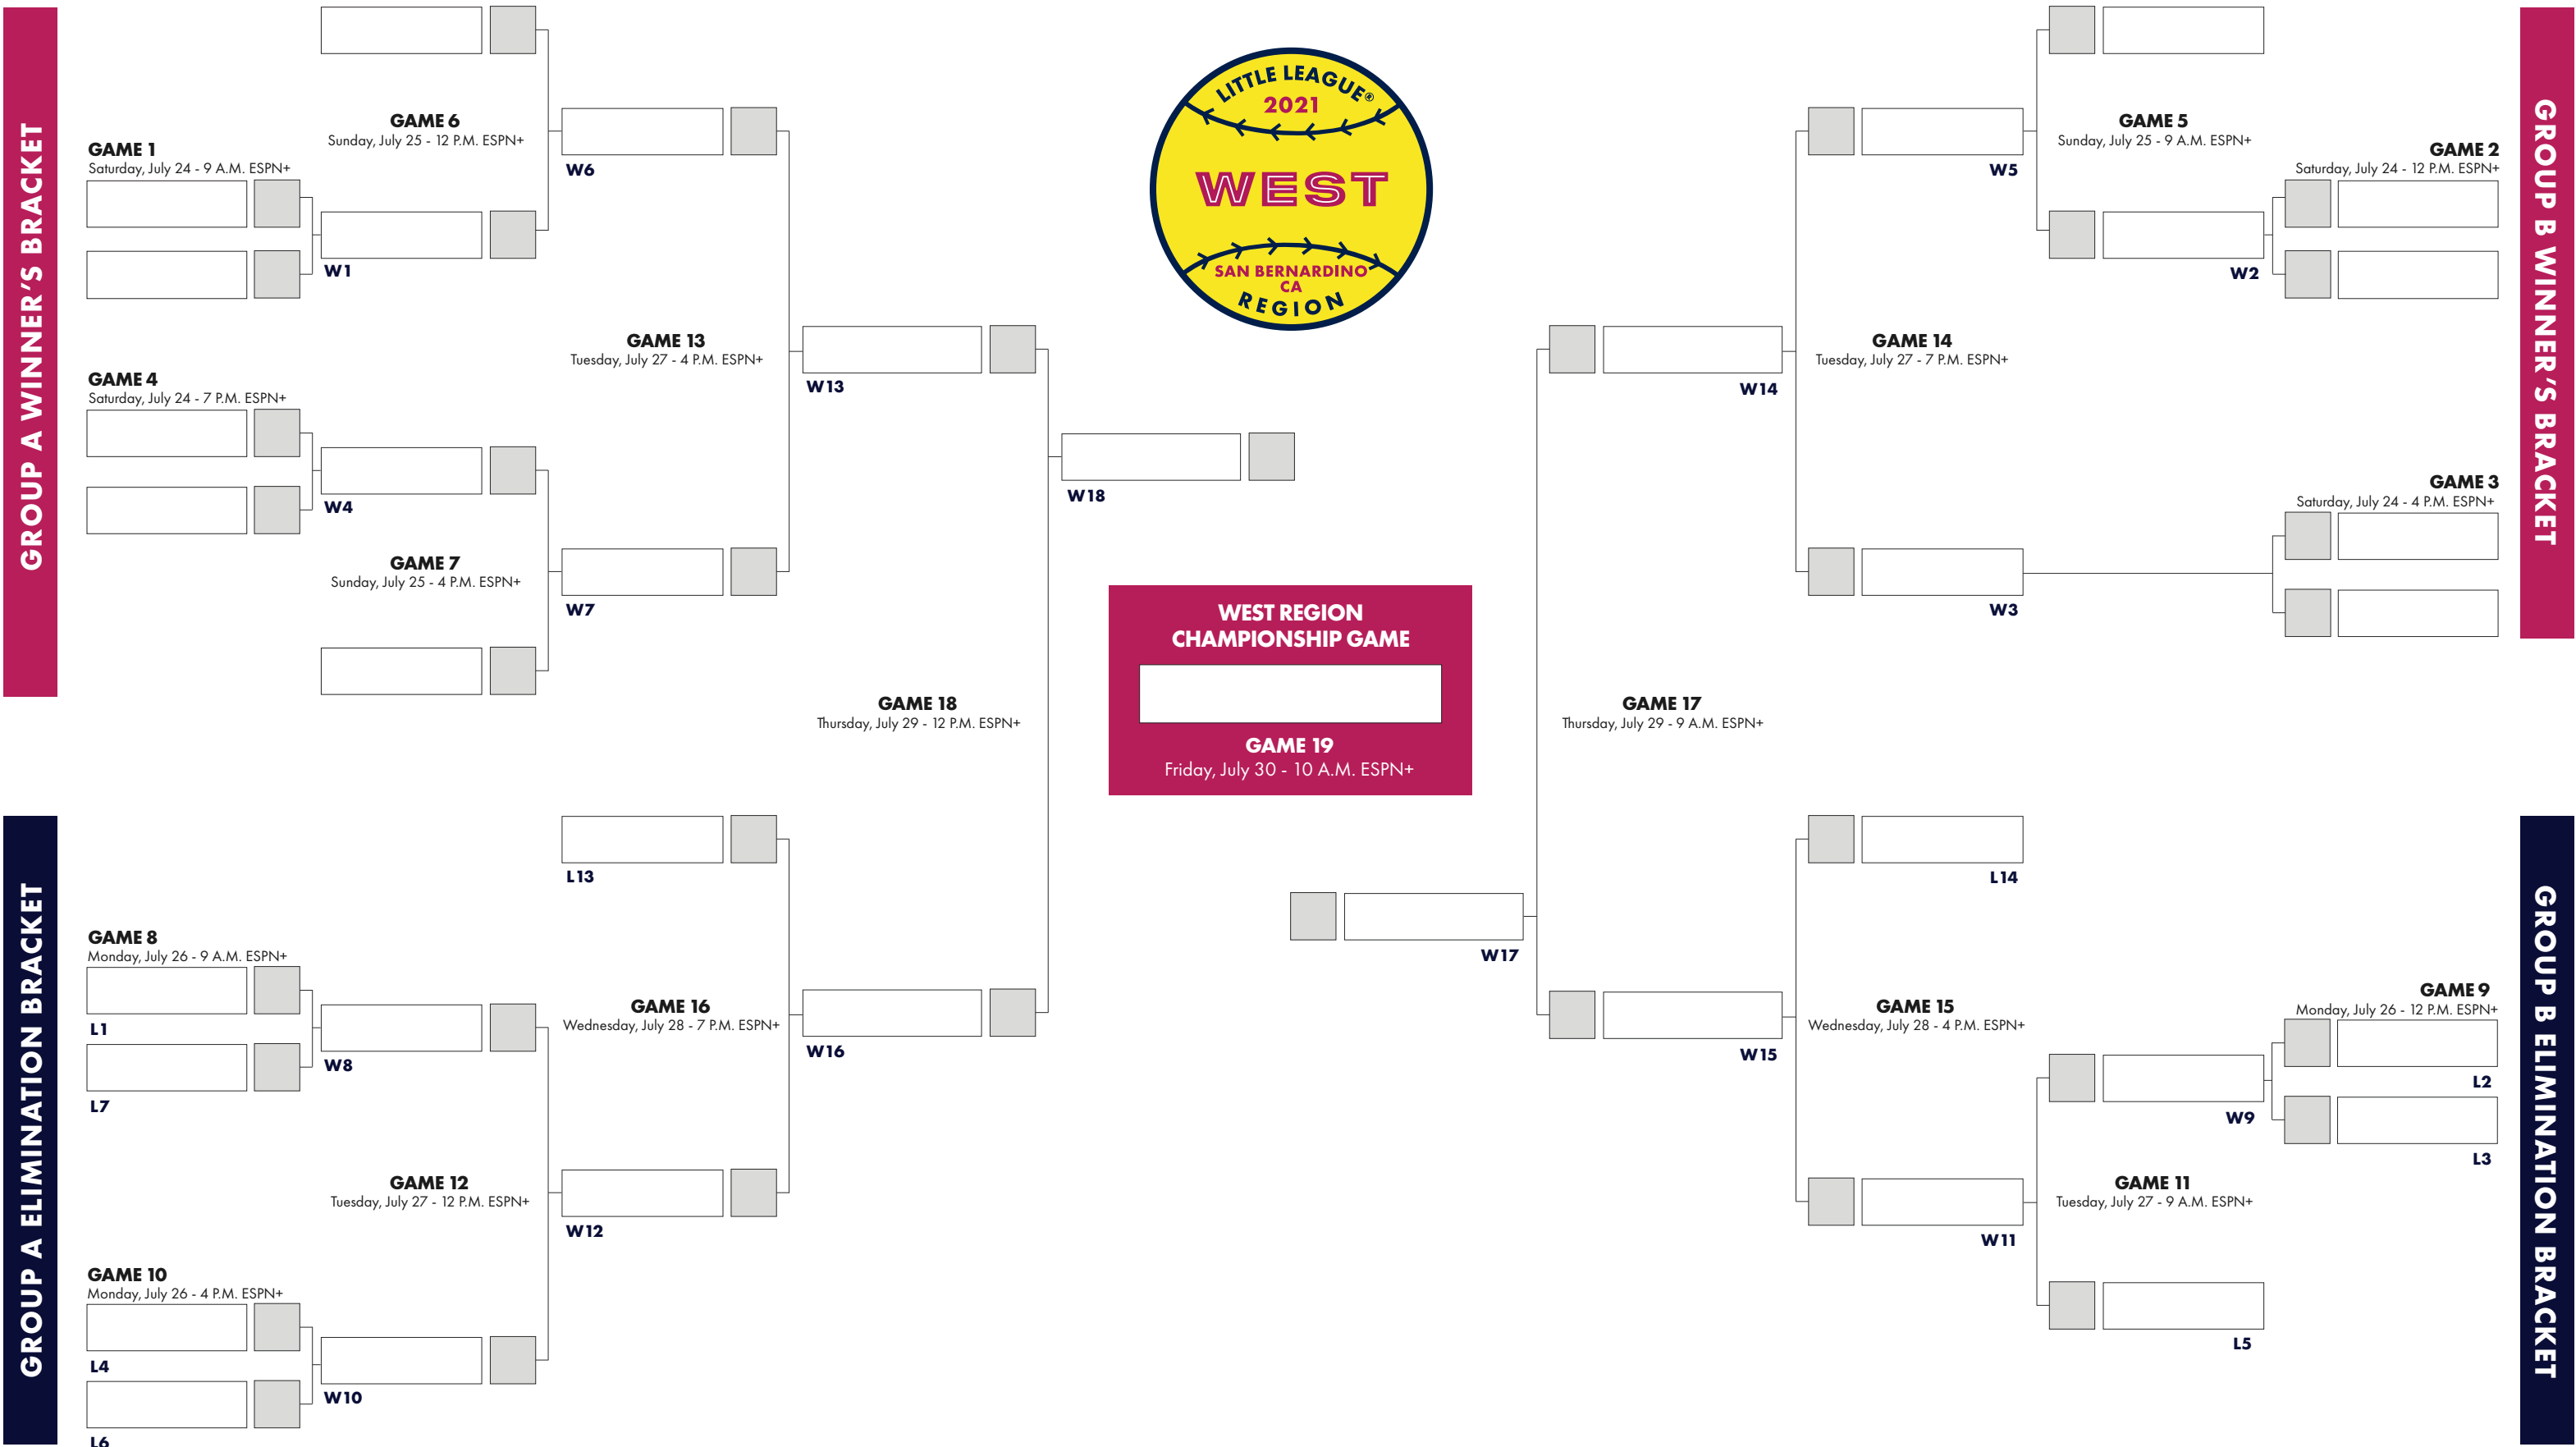 GROUP A WINNER'S BRACKET
GAME 6
Sunday, July 25 - 12 P.M. ESPN+
GAME 1
Saturday, July 24 - 9 A.M. ESPN+
W6
W1
GAME 13
Tuesday, July 27 - 4 P.M. ESPN+
W13
GAME 4
Saturday, July 24 - 7 P.M. ESPN+
W4
GAME 7
Sunday, July 25 - 4 P.M. ESPN+
W7
W18
GAME 18
Thursday, July 29 - 12 P.M. ESPN+
LITTLE LEAGUE®
2021
WEST
SAN BERNARDINO
CA
REGION
WEST REGION
CHAMPIONSHIP GAME
GAME 19
Friday, July 30 - 10 A.M. ESPN+
GROUP B WINNER'S BRACKET
GAME 5
Sunday, July 25 - 9 A.M. ESPN+
GAME 2
Saturday, July 24 - 12 P.M. ESPN+
W5
W2
GAME 14
Tuesday, July 27 - 7 P.M. ESPN+
W14
GAME 3
Saturday, July 24 - 4 P.M. ESPN+
W3
GAME 17
Thursday, July 29 - 9 A.M. ESPN+
W17
GROUP A ELIMINATION BRACKET
L13
GAME 8
Monday, July 26 - 9 A.M. ESPN+
L1
W8
L7
GAME 16
Wednesday, July 28 - 7 P.M. ESPN+
W16
GAME 12
Tuesday, July 27 - 12 P.M. ESPN+
W12
GAME 10
Monday, July 26 - 4 P.M. ESPN+
L4
W10
L6
GROUP B ELIMINATION BRACKET
L14
GAME 15
Wednesday, July 28 - 4 P.M. ESPN+
W15
GAME 9
Monday, July 26 - 12 P.M. ESPN+
L2
W9
L3
GAME 11
Tuesday, July 27 - 9 A.M. ESPN+
W11
L5